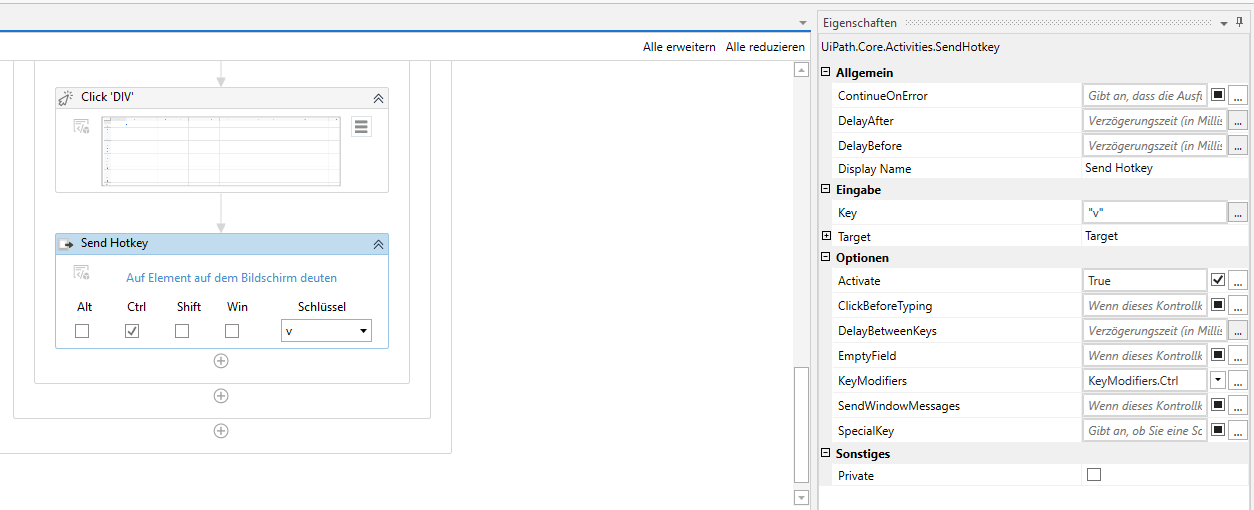 Eigenschaften
Alle erweitern Alle reduzieren
UiPath.Core.Activities.SendHotkey
Click 'DIV'
Send Hotkey
Auf Element auf dem Bildschirm deuten
Alt Ctrl Shift Win Schlüssel
v
Allgemein
ContinueOnError Gibt an, dass die Ausfü
DelayAfter Verzögerungszeit (in Millis
DelayBefore Verzögerungszeit (in Millis
Display Name Send Hotkey
Eingabe
Key "v"
Target Target
Optionen
Activate True
ClickBeforeTyping Wenn dieses Kontrollk
DelayBetweenKeys Verzögerungszeit (in Millis
EmptyField Wenn dieses Kontrollk
KeyModifiers KeyModifiers.Ctrl
SendWindowMessages Wenn dieses Kontrollk
SpecialKey Gibt an, ob Sie eine Sc
Sonstiges
Private